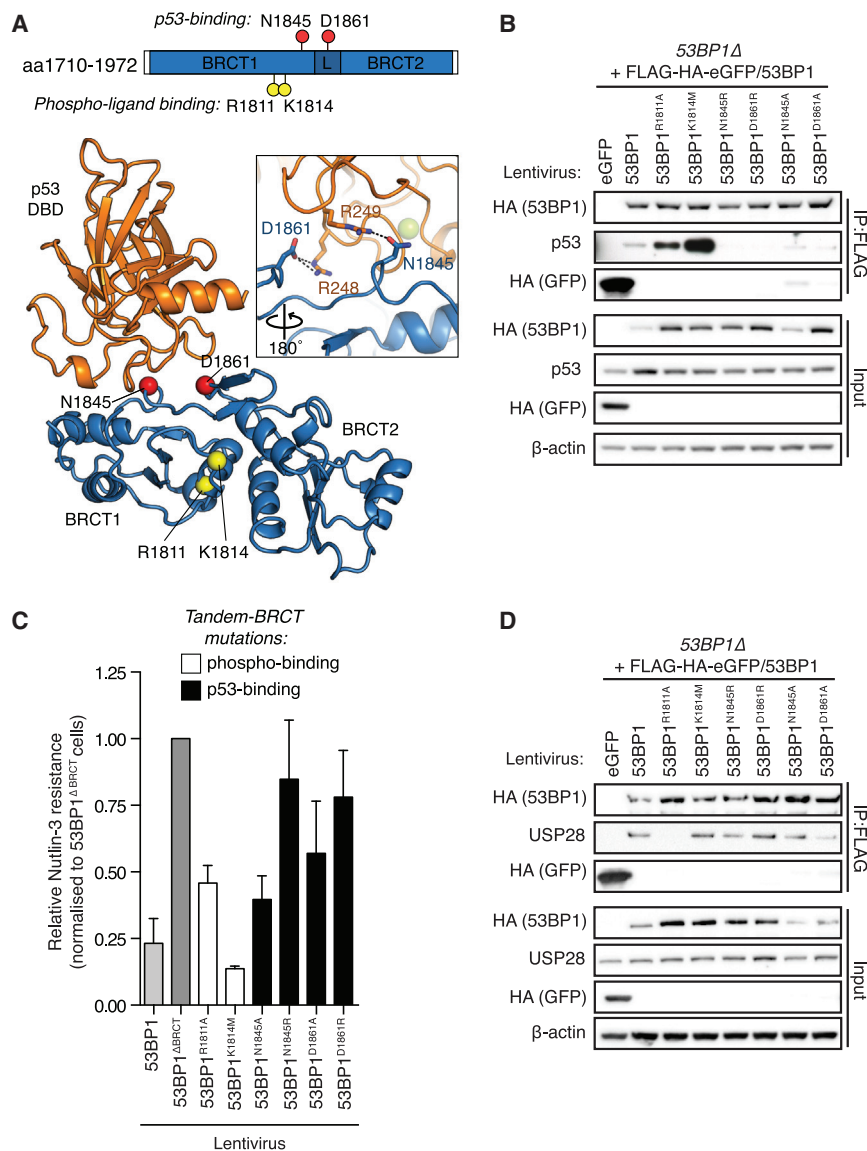 A
p53-binding: N1845 D1861
aa1710-1972 BRCT1 L BRCT2
Phospho-ligand binding: R1811 K1814
p53
DBD
R249
D1861
N1845
R248
180°
D1861
N1845
BRCT2
BRCT1
R1811 K1814
B
53BP1Δ
+ FLAG-HA-eGFP/53BP1
Lentivirus: eGFP 53BP1 53BP1R1811A 53BP1K1814M 53BP1N1845R 53BP1D1861R 53BP1N1845A 53BP1D1861A
HA (53BP1)
p53
HA (GFP)
IP:FLAG
HA (53BP1)
p53
HA (GFP)
β-actin
Input
C
Tandem-BRCT
mutations:
phospho-binding
p53-binding
Relative Nutlin-3 resistance
(normalised to 53BP1ΔBRCT cells)
1.25
1.00
0.75
0.50
0.25
0.00
53BP1 53BP1ΔBRCT 53BP1R1811A 53BP1K1814M 53BP1N1845A 53BP1N1845R 53BP1D1861A 53BP1D1861R
Lentivirus
D
53BP1Δ
+ FLAG-HA-eGFP/53BP1
Lentivirus: eGFP 53BP1 53BP1R1811A 53BP1K1814M 53BP1N1845R 53BP1D1861R 53BP1N1845A 53BP1D1861A
HA (53BP1)
USP28
HA (GFP)
IP:FLAG
HA (53BP1)
USP28
HA (GFP)
β-actin
Input